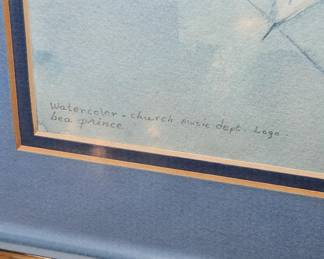 Watercolor - church music dept. Logo.
bea prince